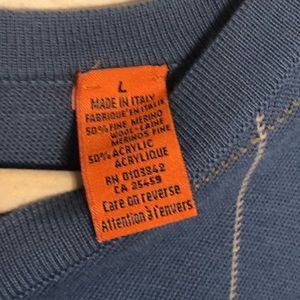 L
MADE IN ITALY
FABRIQUE EN ITALIE
50% FINE MERINO
WOOL-LAINE
MERINOS FINE
50% ACRYLIC
ACRYLIQUE
RN 0103842
CA 25459
Care on reverse
Attention à l'envers